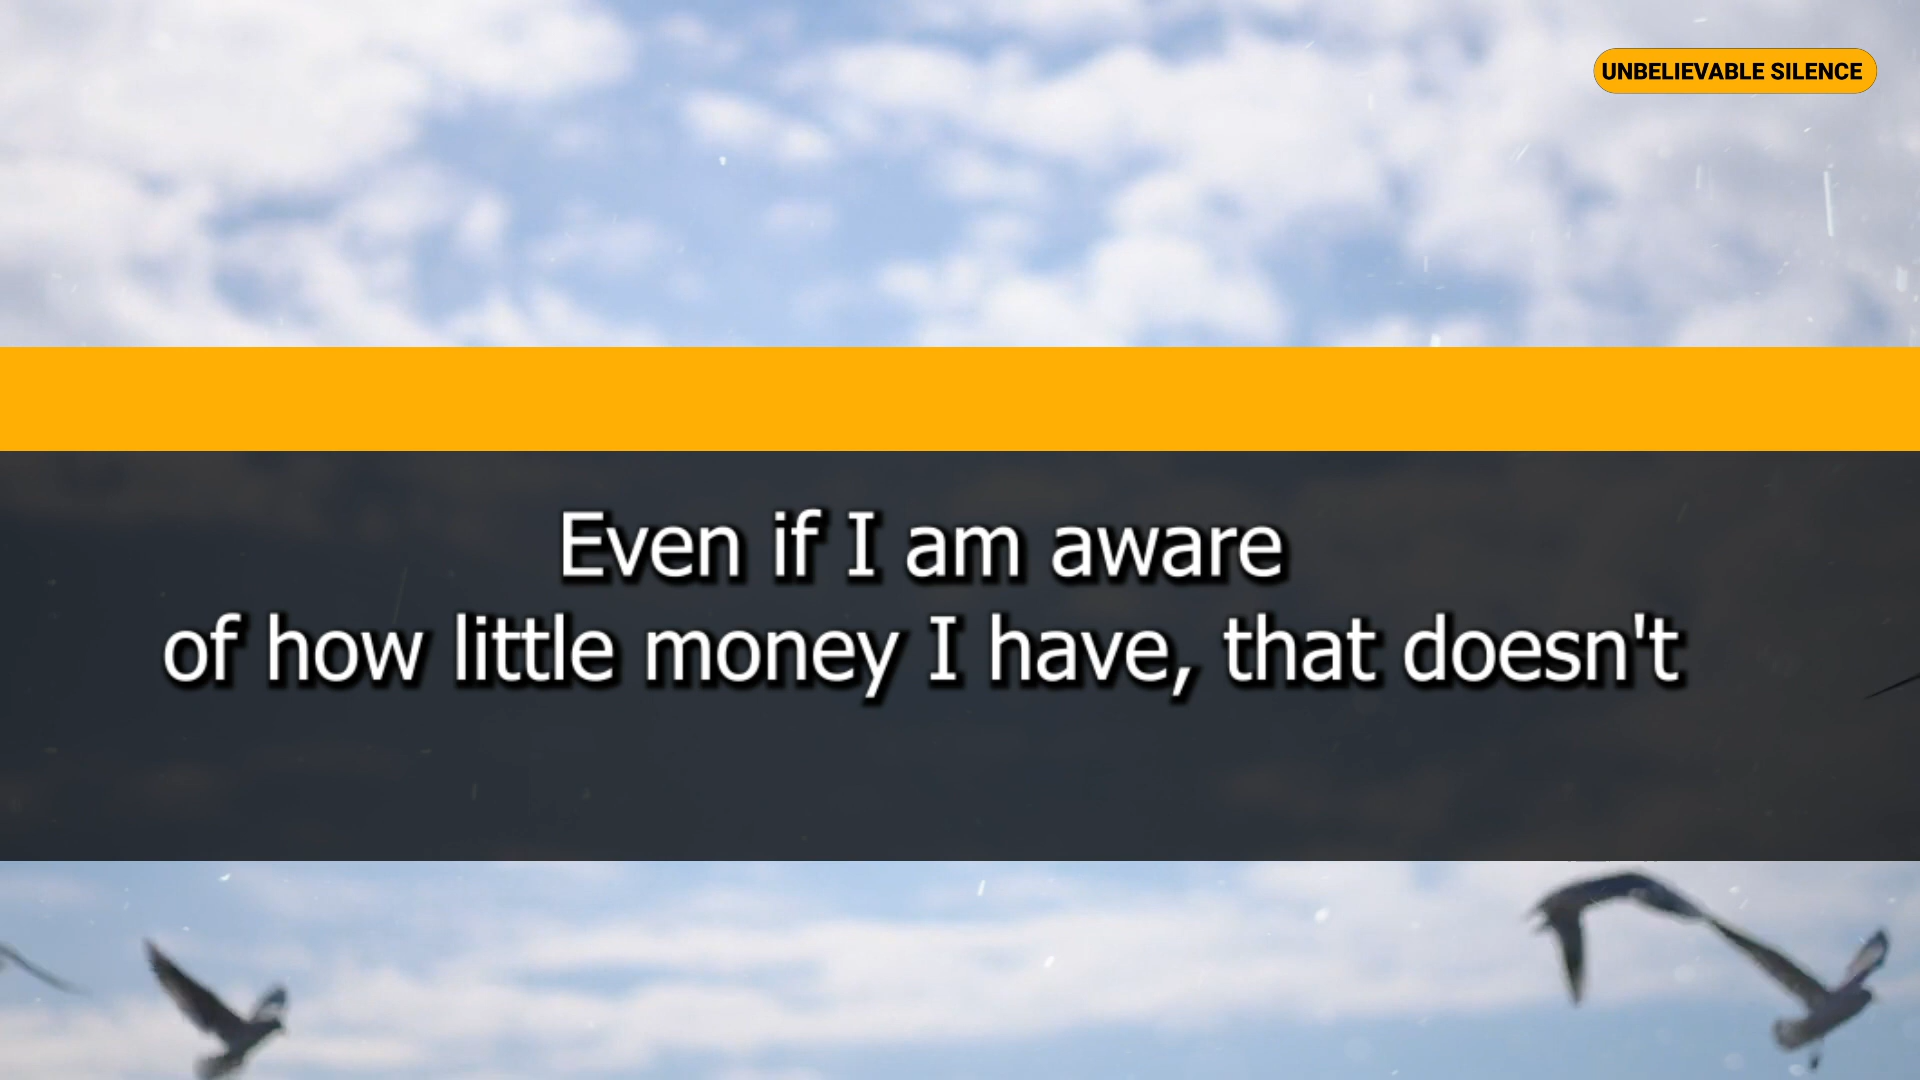 UNBELIEVABLE SILENCE
Even if I am aware
of how little money I have, that doesn't